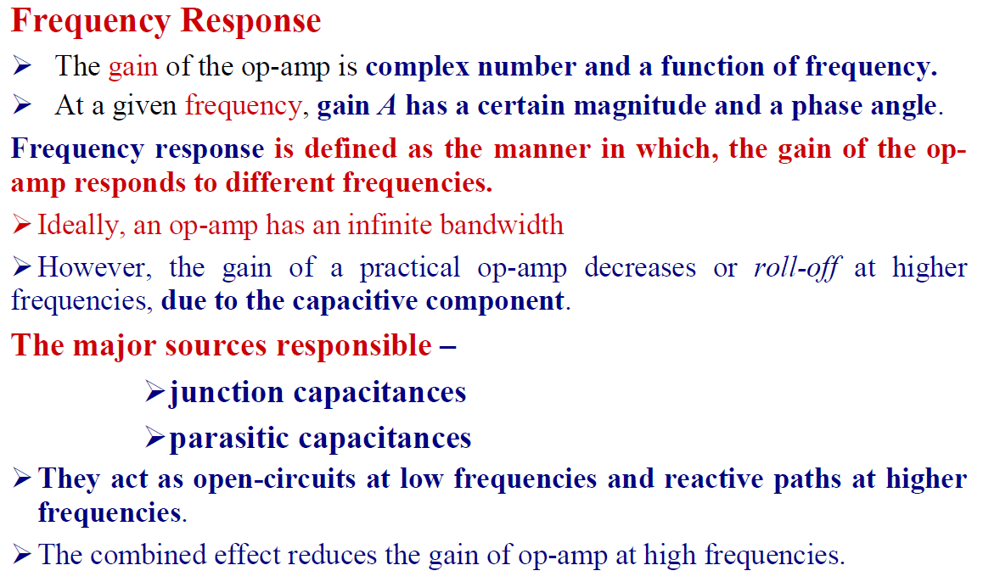 Frequency Response
➢ The gain of the op-amp is complex number and a function of frequency.
➢ At a given frequency, gain A has a certain magnitude and a phase angle.
Frequency response is defined as the manner in which, the gain of the op-
amp responds to different frequencies.
➢ Ideally, an op-amp has an infinite bandwidth
➢ However, the gain of a practical op-amp decreases or roll-off at higher
frequencies, due to the capacitive component.
The major sources responsible –
➢ junction capacitances
➢ parasitic capacitances
➢ They act as open-circuits at low frequencies and reactive paths at higher
frequencies.
➢ The combined effect reduces the gain of op-amp at high frequencies.